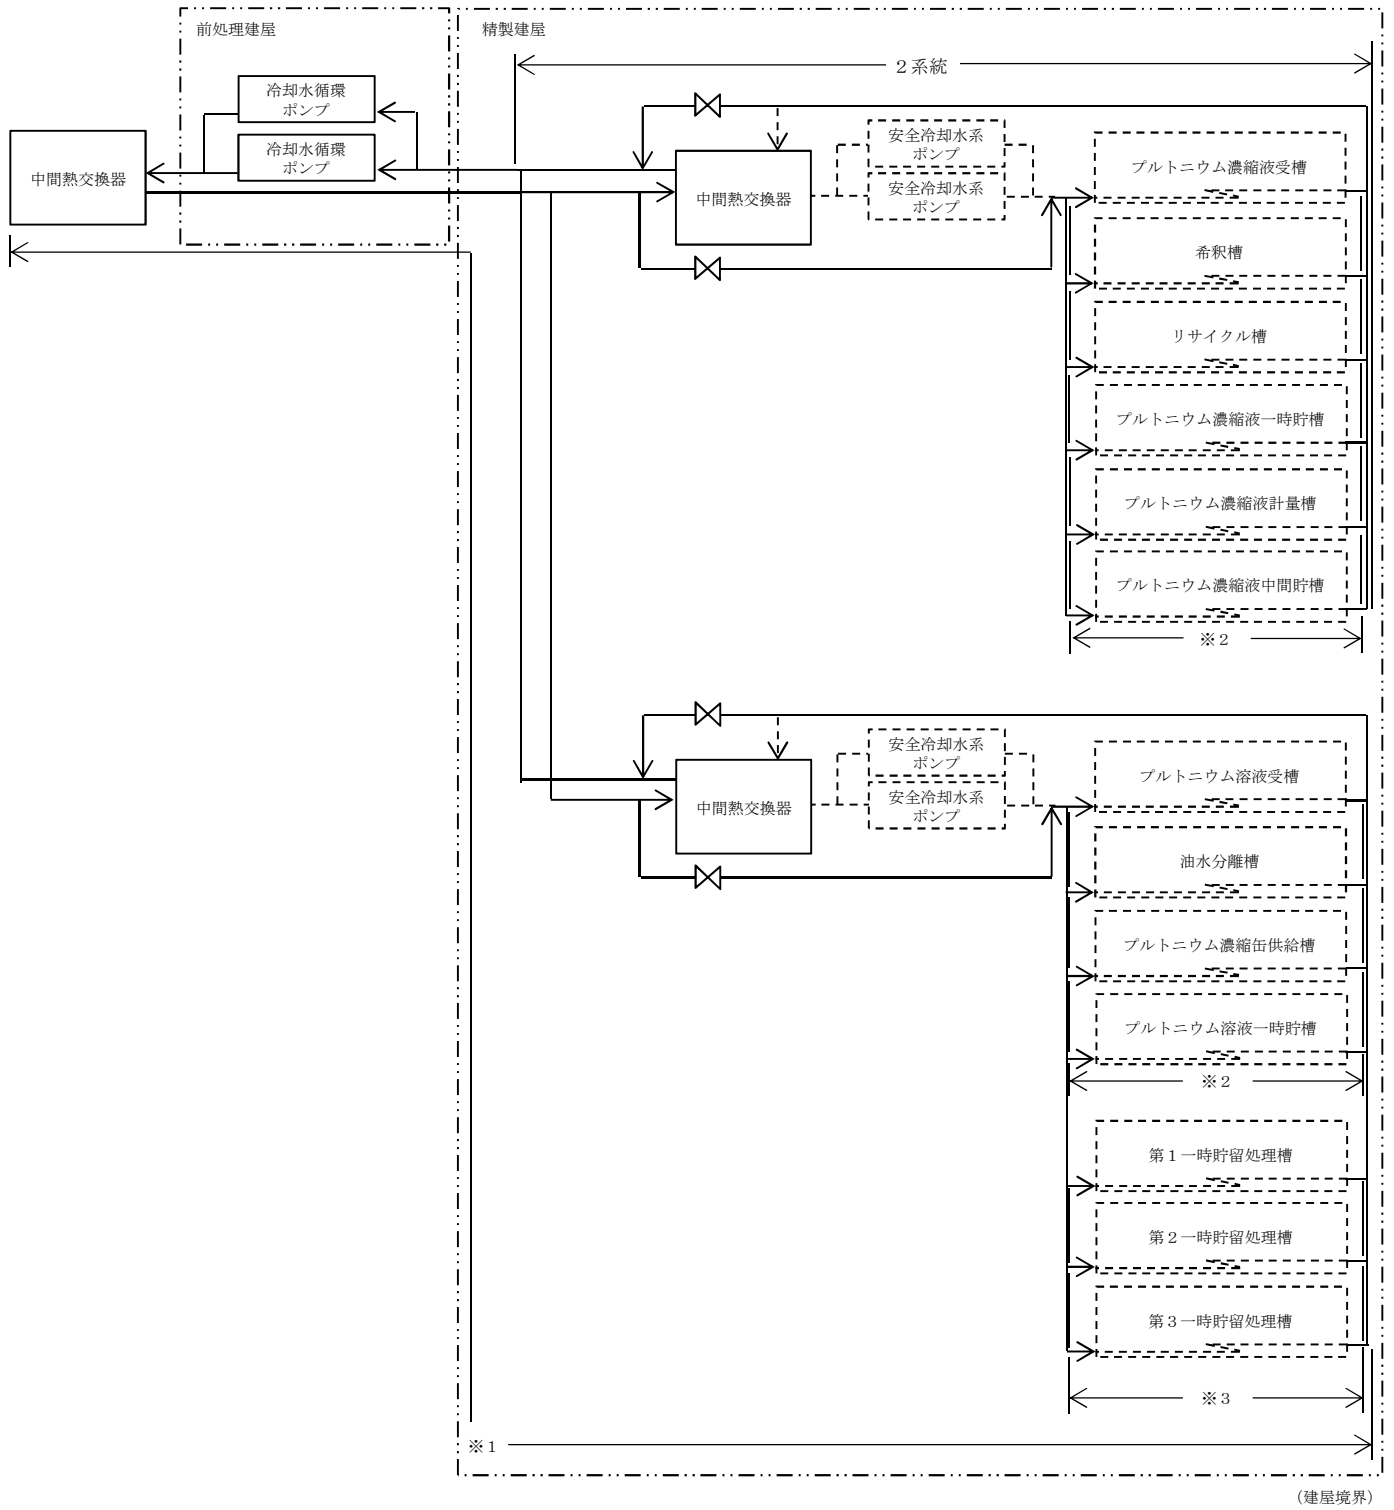 前処理建屋
精製建屋
２系統
冷却水循環
ポンプ
冷却水循環
ポンプ
中間熱交換器
中間熱交換器
安全冷却水系
ポンプ
安全冷却水系
ポンプ
プルトニウム濃縮液受槽
希釈槽
リサイクル槽
プルトニウム濃縮液一時貯槽
プルトニウム濃縮液計量槽
プルトニウム濃縮液中間貯槽
※２
中間熱交換器
安全冷却水系
ポンプ
安全冷却水系
ポンプ
プルトニウム溶液受槽
油水分離槽
プルトニウム濃縮缶供給槽
プルトニウム溶液一時貯槽
※２
第１一時貯留処理槽
第２一時貯留処理槽
第３一時貯留処理槽
※３
※１
（建屋境界）